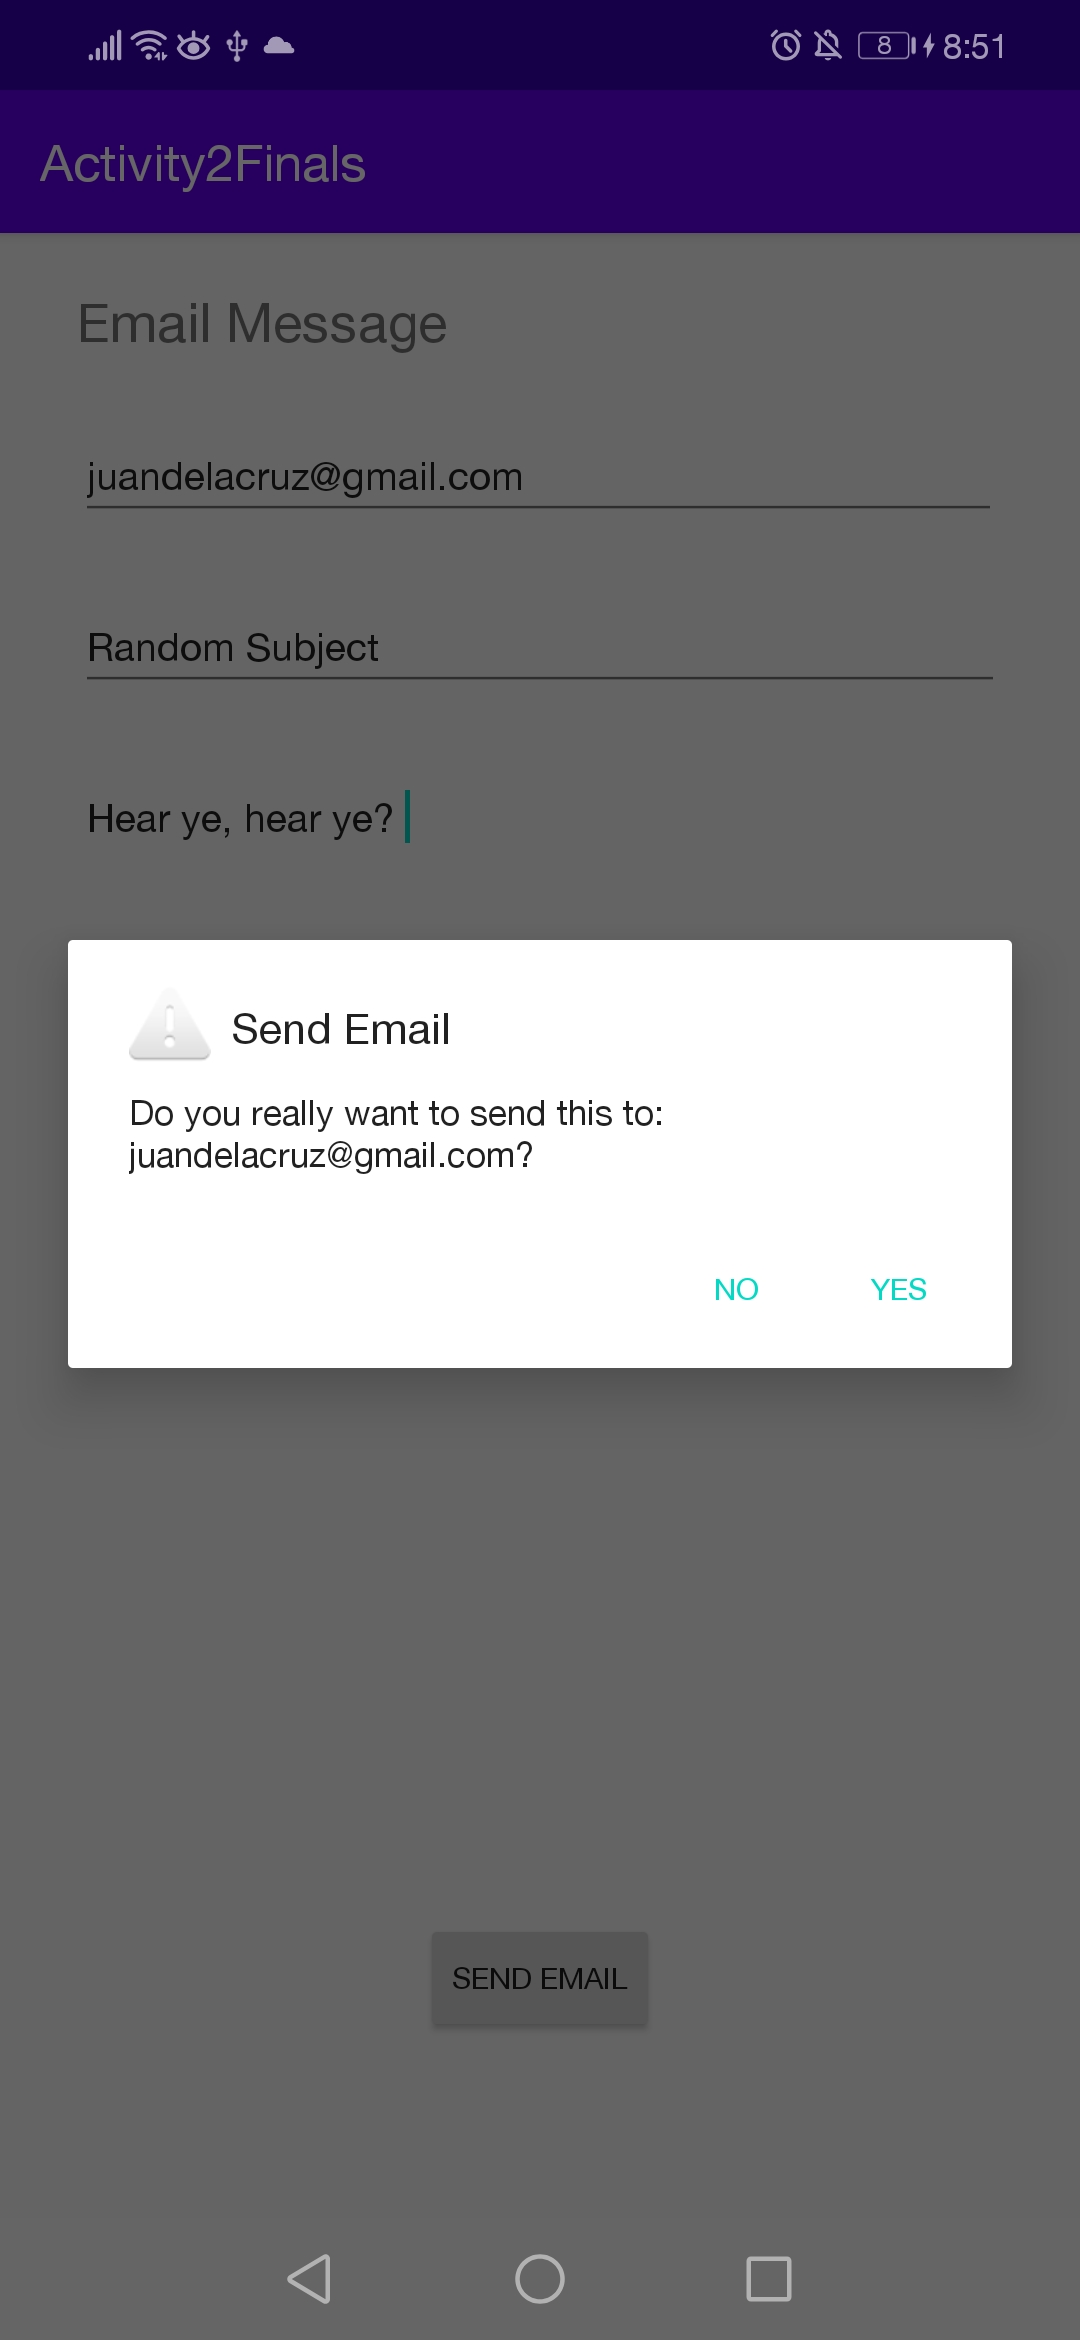 8 8:51
Activity2Finals
Email Message
juandelacruz@gmail.com
Random Subject
Hear ye, hear ye?
Send Email
Do you really want to send this to:
juandelacruz@gmail.com?
NO YES
SEND EMAIL